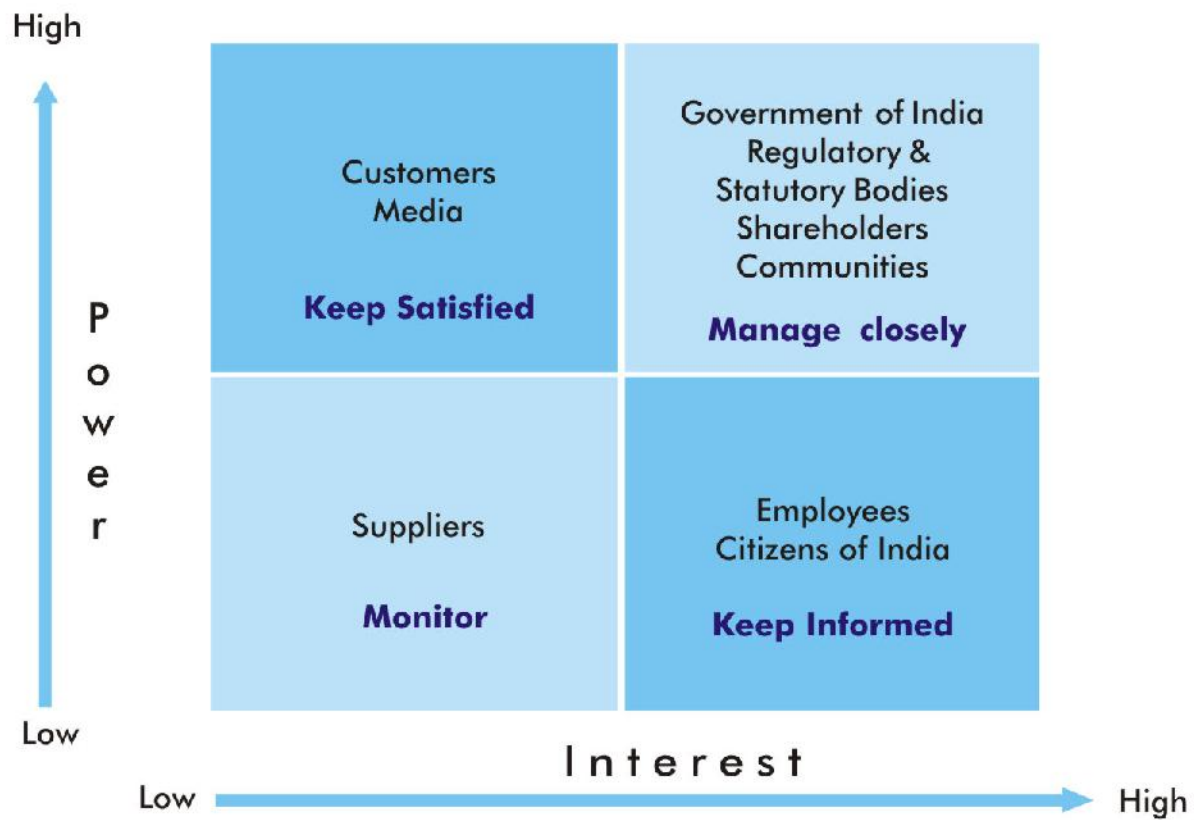 High
Customers
Media
Keep Satisfied
Government of India
Regulatory &
Statutory Bodies
Shareholders
Communities
Manage closely
Power
Suppliers
Monitor
Employees
Citizens of India
Keep Informed
Low
Interest
Low
High